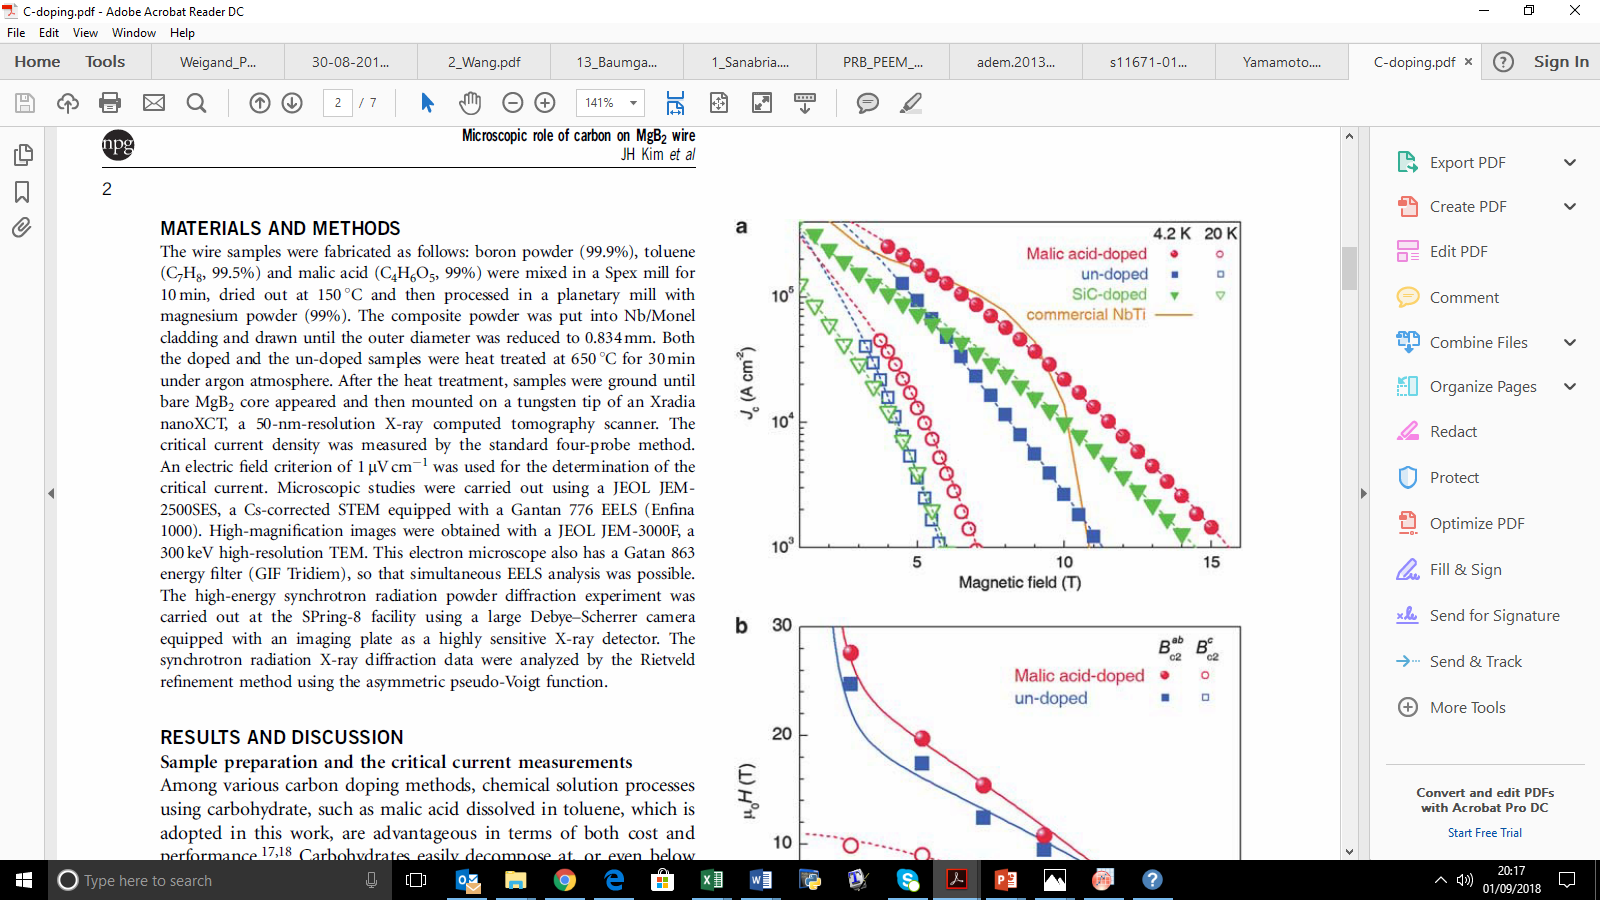 C-doping.pdf - Adobe Acrobat Reader DC
File Edit View Window Help
Home Tools Weigand_P... 30-08-201... 2_Wang.pdf 13_Baumga... 1_Sanabria.... PRB_PEEM_... adem.2013... s11671-01... Yamamoto.... C-doping.pdf × ? Sign In
2 / 7 141%
npg
Microscopic role of carbon on MgB₂ wire
JH Kim et al
2
MATERIALS AND METHODS
The wire samples were fabricated as follows: boron powder (99.9%), toluene
(C₇H₈, 99.5%) and malic acid (C₄H₆O₅, 99%) were mixed in a Spex mill for
10 min, dried out at 150 °C and then processed in a planetary mill with
magnesium powder (99%). The composite powder was put into Nb/Monel
cladding and drawn until the outer diameter was reduced to 0.834 mm. Both
the doped and the un-doped samples were heat treated at 650 °C for 30 min
under argon atmosphere. After the heat treatment, samples were ground until
bare MgB₂ core appeared and then mounted on a tungsten tip of an Xradia
nanoXCT, a 50-nm-resolution X-ray computed tomography scanner. The
critical current density was measured by the standard four-probe method.
An electric field criterion of 1 μV cm⁻¹ was used for the determination of the
critical current. Microscopic studies were carried out using a JEOL JEM-
2500SES, a Cs-corrected STEM equipped with a Gantan 776 EELS (Enfina
1000). High-magnification images were obtained with a JEOL JEM-3000F, a
300 keV high-resolution TEM. This electron microscope also has a Gatan 863
energy filter (GIF Tridiem), so that simultaneous EELS analysis was possible.
The high-energy synchrotron radiation powder diffraction experiment was
carried out at the SPring-8 facility using a large Debye–Scherrer camera
equipped with an imaging plate as a highly sensitive X-ray detector. The
synchrotron radiation X-ray diffraction data were analyzed by the Rietveld
refinement method using the asymmetric pseudo-Voigt function.
RESULTS AND DISCUSSION
Sample preparation and the critical current measurements
Among various carbon doping methods, chemical solution processes
using carbohydrate, such as malic acid dissolved in toluene, which is
adopted in this work, are advantageous in terms of both cost and
performance.¹⁷,¹⁸ Carbohydrates easily decompose at, or even below
a
4.2 K 20 K
Malic acid-doped
un-doped
SiC-doped
commercial NbTi
10⁵
10⁴
10³
J_c (A cm⁻²)
5 10 15
Magnetic field (T)
b
30
20
10
μ₀H (T)
B_c2^ab B_c2^c
Malic acid-doped
un-doped
Export PDF
Create PDF
Edit PDF
Comment
Combine Files
Organize Pages
Redact
Protect
Optimize PDF
Fill & Sign
Send for Signature
Send & Track
More Tools
Convert and edit PDFs
with Acrobat Pro DC
Start Free Trial
Type here to search
20:17
01/09/2018